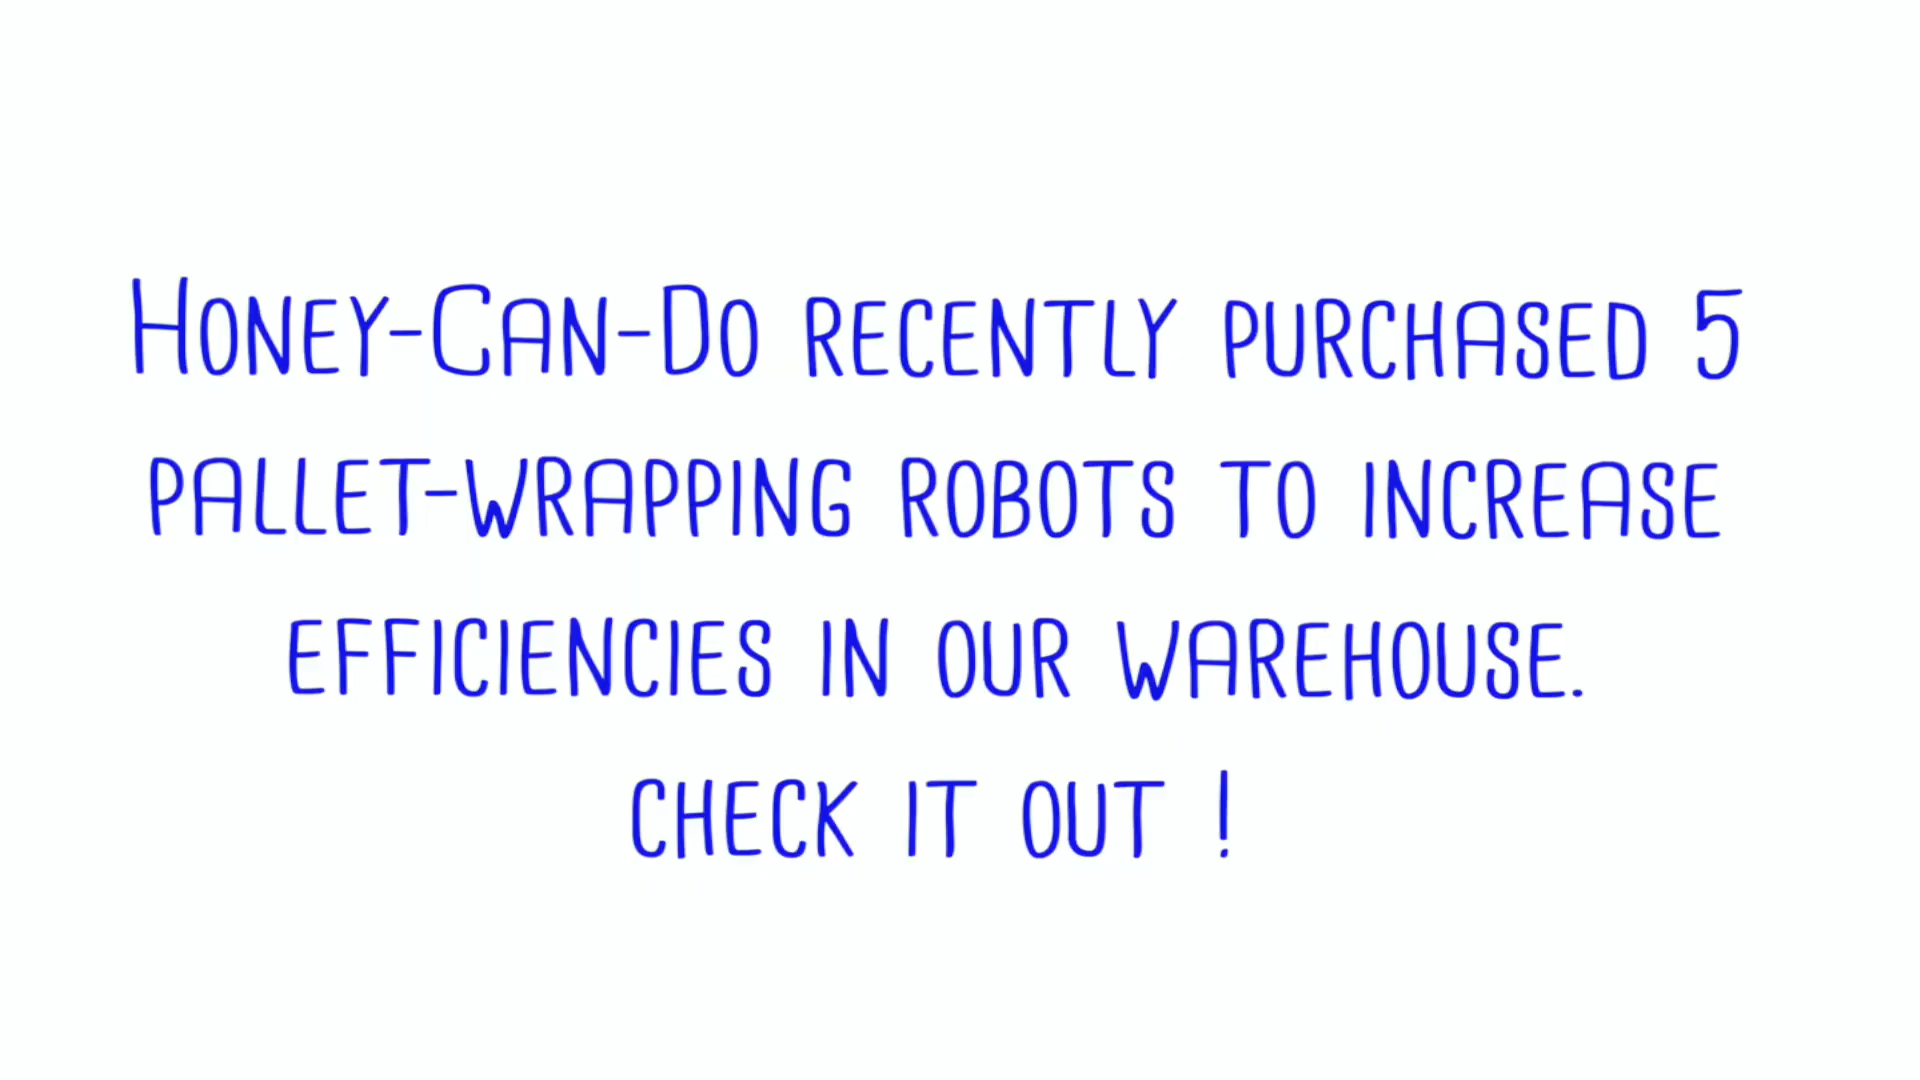 Honey-Can-Do recently purchased 5
pallet-wrapping robots to increase
efficiencies in our warehouse.
check it out !